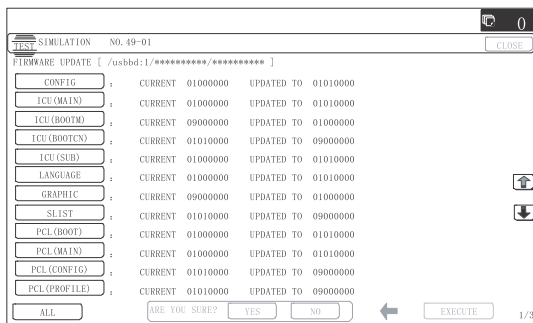 0
TEST SIMULATION NO. 49-01 CLOSE
FIRMWARE UPDATE [ /usbbd:1/**********/********** ]
CONFIG : CURRENT 01000000 UPDATED TO 01010000
ICU(MAIN) : CURRENT 01000000 UPDATED TO 01010000
ICU(BOOTM) : CURRENT 09000000 UPDATED TO 01000000
ICU(BOOTCN) : CURRENT 01010000 UPDATED TO 09000000
ICU(SUB) : CURRENT 01000000 UPDATED TO 01010000
LANGUAGE : CURRENT 01000000 UPDATED TO 01010000
GRAPHIC : CURRENT 09000000 UPDATED TO 01000000
SLIST : CURRENT 01010000 UPDATED TO 09000000
PCL(BOOT) : CURRENT 01000000 UPDATED TO 01010000
PCL(MAIN) : CURRENT 01000000 UPDATED TO 01010000
PCL(CONFIG) : CURRENT 01010000 UPDATED TO 09000000
PCL(PROFILE) : CURRENT 01010000 UPDATED TO 09000000
ALL ARE YOU SURE? YES NO EXECUTE 1/3